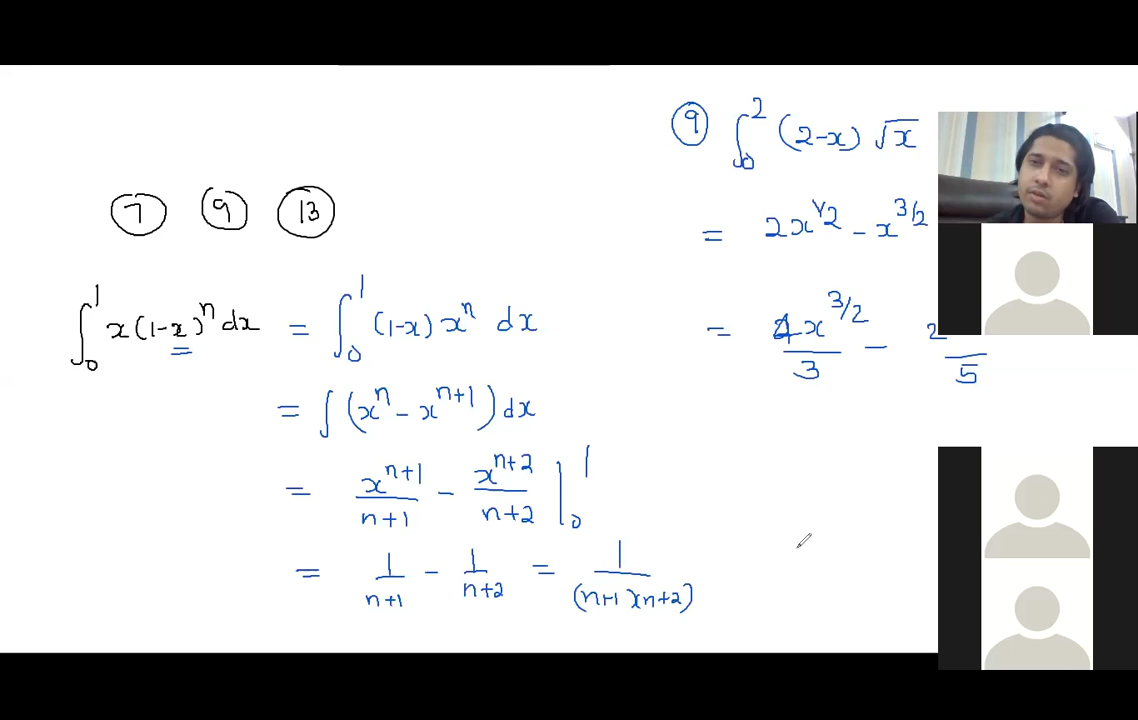 7 9 13
∫₀¹ x(1-x)ⁿ dx = ∫₀¹ (1-x) xⁿ dx
= ∫ (xⁿ - xⁿ⁺¹) dx
= xⁿ⁺¹/n+1 - xⁿ⁺²/n+2 |₀¹
= 1/n+1 - 1/n+2 = 1/(n+1)(n+2)
9 ∫₀² (2-x) √x
= 2x^1/2 - x^3/2
= 4x^3/2/3 - 2 /5